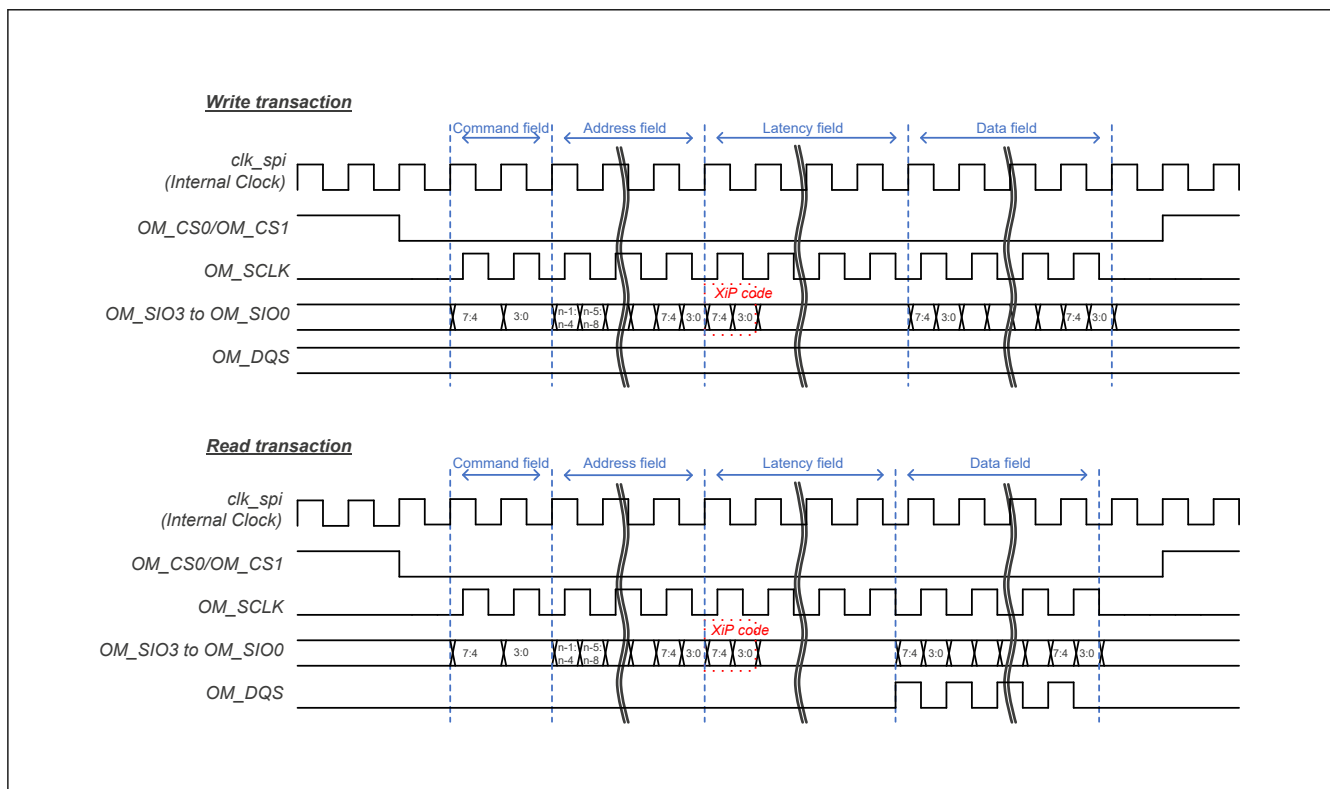 Write transaction
Command field Address field Latency field Data field
clk_spi
(Internal Clock)
OM_CS0/OM_CS1
OM_SCLK
XiP code
OM_SIO3 to OM_SIO0 7:4 3:0 n-1: n-5: 7:4 3:0 7:4 3:0 7:4 3:0 7:4 3:0
n-4 n-8
OM_DQS
Read transaction
Command field Address field Latency field Data field
clk_spi
(Internal Clock)
OM_CS0/OM_CS1
OM_SCLK
XiP code
OM_SIO3 to OM_SIO0 7:4 3:0 n-1: n-5: 7:4 3:0 7:4 3:0 7:4 3:0 7:4 3:0
n-4 n-8
OM_DQS